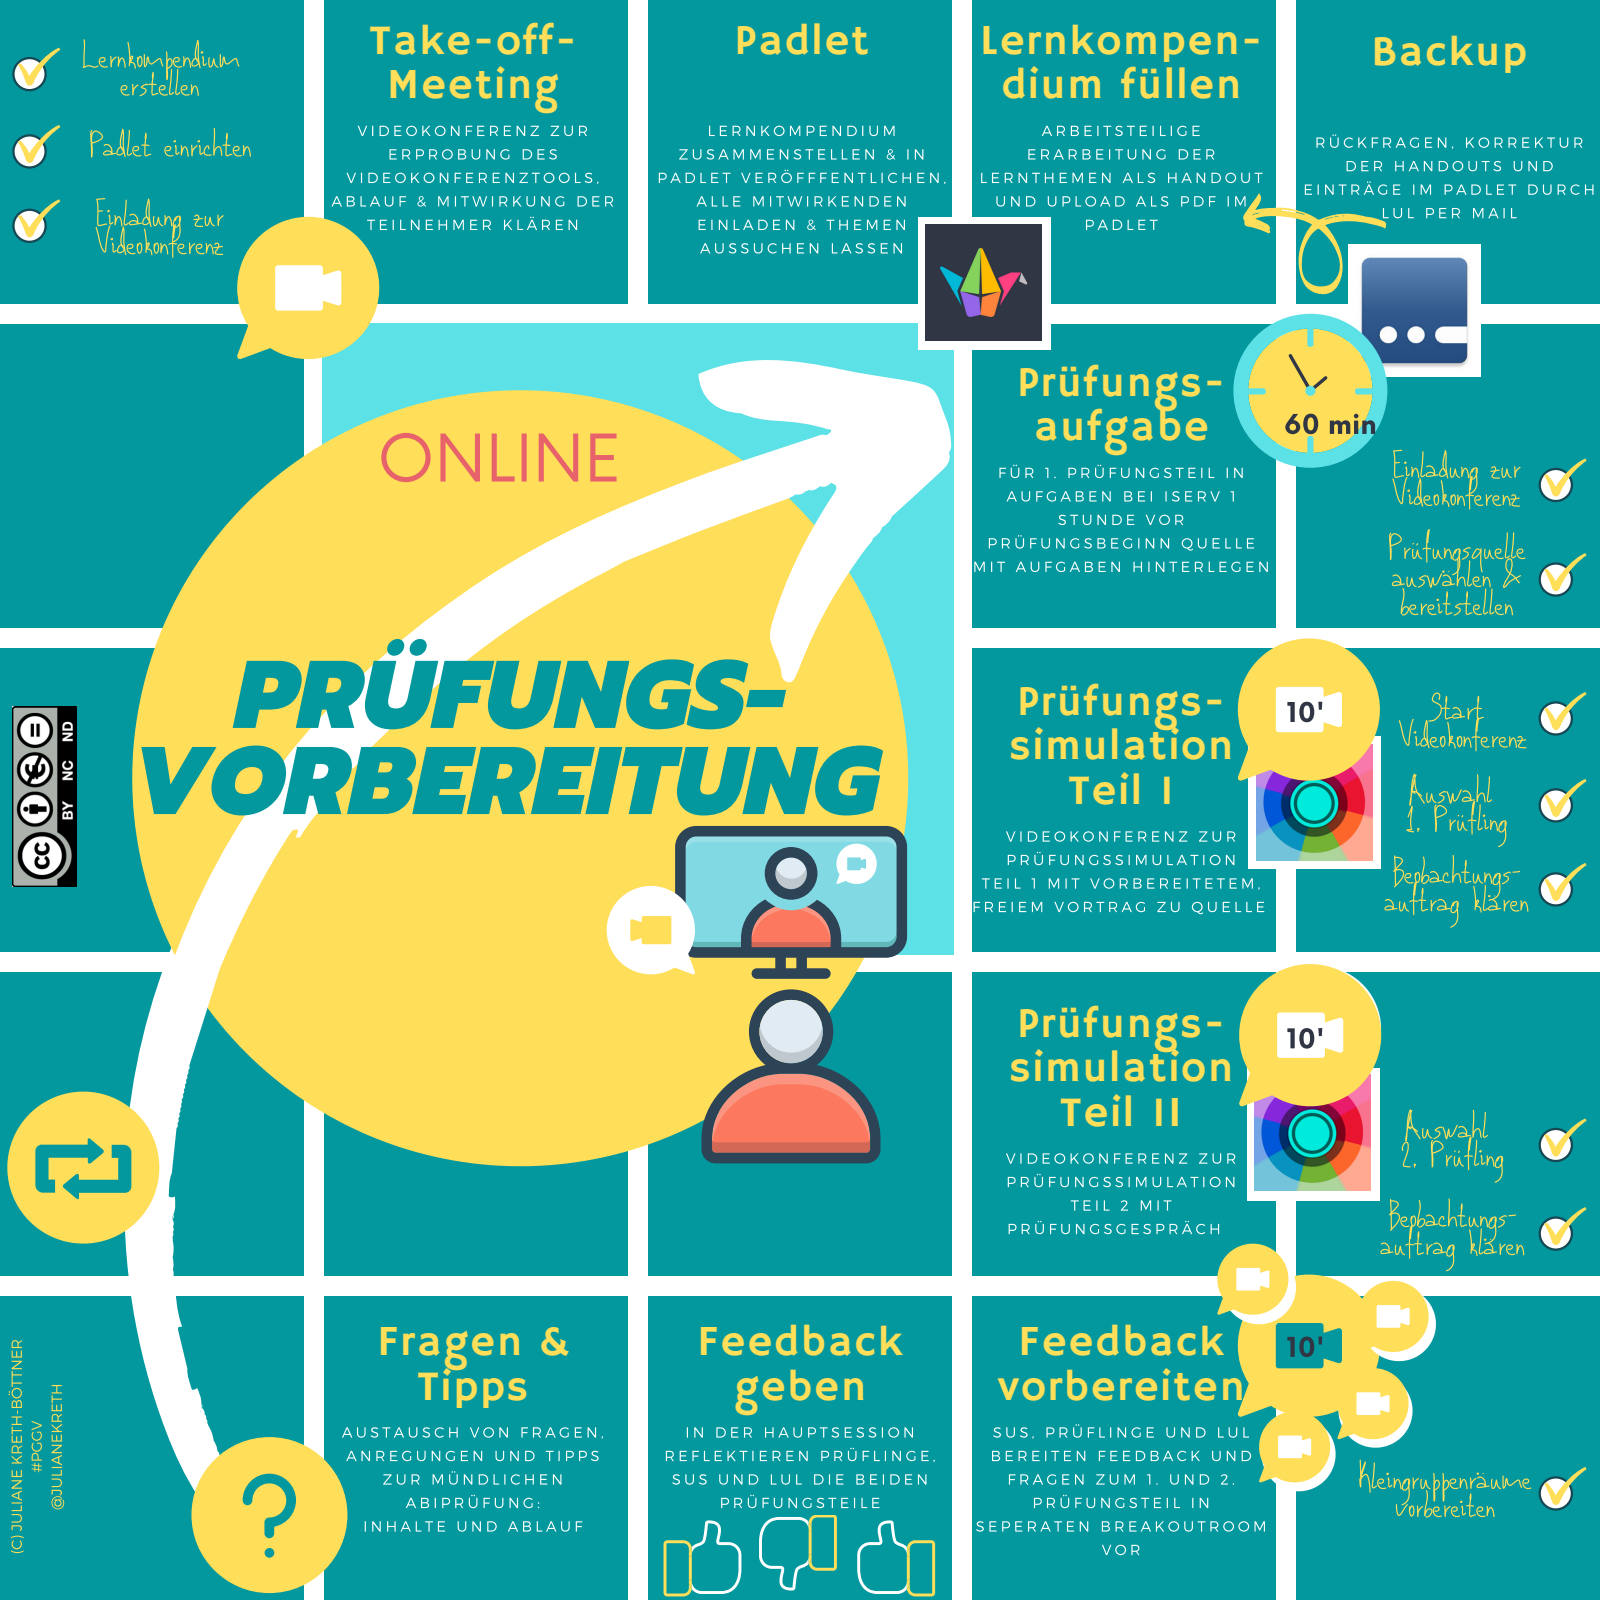 Lernkompendium
erstellen
Padlet einrichten
Einladung zur
Videokonferenz
Take-off-
Meeting
VIDEOKONFERENZ ZUR
ERPROBUNG DES
VIDEOKONFERENZTOOLS,
ABLAUF & MITWIRKUNG DER
TEILNEHMER KLÄREN
Padlet
LERNKOMPENDIUM
ZUSAMMENSTELLEN & IN
PADLET VERÖFFFENTLICHEN,
ALLE MITWIRKENDEN
EINLADEN & THEMEN
AUSSUCHEN LASSEN
Lernkompen-
dium füllen
ARBEITSTEILIGE
ERARBEITUNG DER
LERNTHEMEN ALS HANDOUT
UND UPLOAD ALS PDF IM
PADLET
Backup
RÜCKFRAGEN, KORREKTUR
DER HANDOUTS UND
EINTRÄGE IM PADLET DURCH
LUL PER MAIL
ONLINE
PRÜFUNGS-
VORBEREITUNG
Prüfungs-
aufgabe
FÜR 1. PRÜFUNGSTEIL IN
AUFGABEN BEI ISERV 1
STUNDE VOR
PRÜFUNGSBEGINN QUELLE
MIT AUFGABEN HINTERLEGEN
60 min
Einladung zur
Videokonferenz
Prüfungsquelle
auswählen &
bereitstellen
Prüfungs-
simulation
Teil I
VIDEOKONFERENZ ZUR
PRÜFUNGSSIMULATION
TEIL 1 MIT VORBEREITETEM,
FREIEM VORTRAG ZU QUELLE
10'
Start
Videokonferenz
Auswahl
1. Prüfling
Beobachtungs-
auftrag klären
Prüfungs-
simulation
Teil II
VIDEOKONFERENZ ZUR
PRÜFUNGSSIMULATION
TEIL 2 MIT
PRÜFUNGSGESPRÄCH
10'
Auswahl
2. Prüfling
Beobachtungs-
auftrag klären
Feedback
vorbereiten
SUS, PRÜFLINGE UND LUL
BEREITEN FEEDBACK UND
FRAGEN ZUM 1. UND 2.
PRÜFUNGSTEIL IN
SEPERATEN BREAKOUTROOM
VOR
10'
Kleingruppenräume
vorbereiten
Feedback
geben
IN DER HAUPTSESSION
REFLEKTIEREN PRÜFLINGE,
SUS UND LUL DIE BEIDEN
PRÜFUNGSTEILE
Fragen &
Tipps
AUSTAUSCH VON FRAGEN,
ANREGUNGEN UND TIPPS
ZUR MÜNDLICHEN
ABIPRÜFUNG:
INHALTE UND ABLAUF
?
cc BY NC ND
(C) JULIANE KRETH-BÖTTNER
#PGGV
@JULIANEKRETH